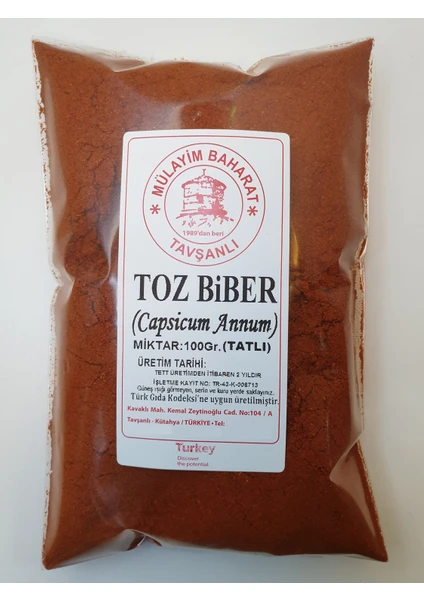 * MÜLAYİM BAHARAT *
1989'dan beri
TAVŞANLI
TOZ BiBER
(Capsicum Annum)
MİKTAR:100Gr.(TATLI)
ÜRETİM TARİHİ:
TETT ÜRETİMDEN İTİBAREN 2 YILDIR
İŞLETME KAYIT NO: TR-43-K-006713
Güneş ışığı görmeyen, serin ve kuru yerde saklayınız.
Türk Gıda Kodeksi'ne uygun üretilmiştir.
Kavaklı Mah. Kemal Zeytinoğlu Cad. No:104 / A
Tavşanlı - Kütahya / TÜRKİYE • Tel:
Turkey
Discover
the potential